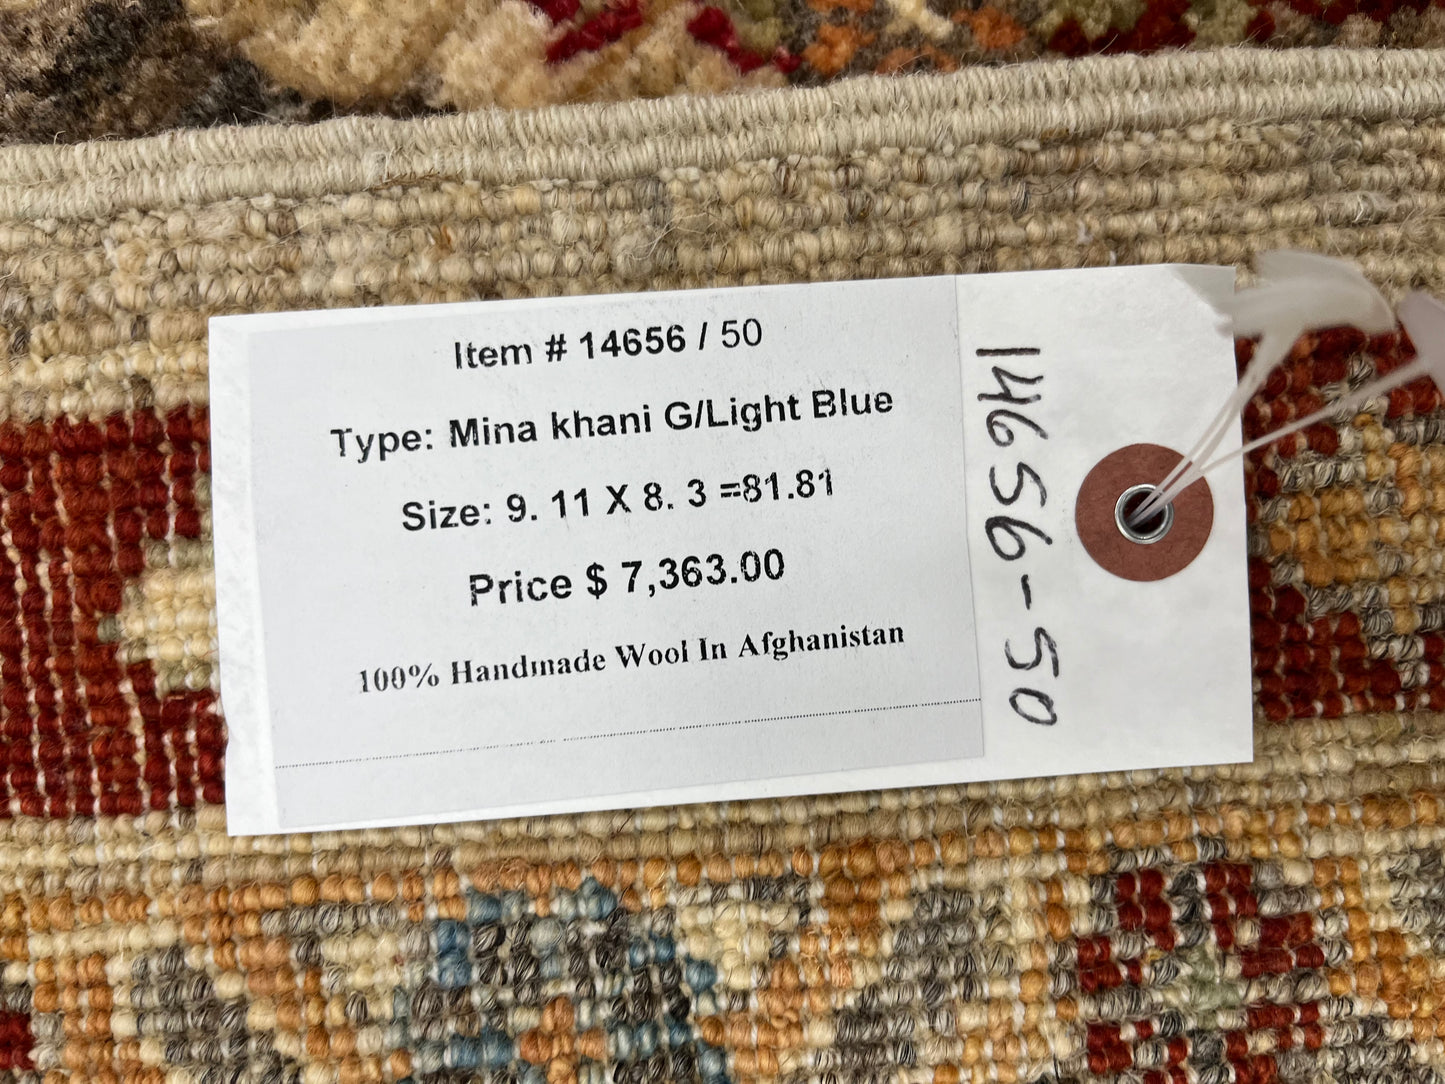 Item # 14656 / 50
Type: Mina khani G/Light Blue
Size: 9. 11 X 8. 3 =81.81
Price $ 7,363.00
100% Handmade Wool In Afghanistan
14656-50